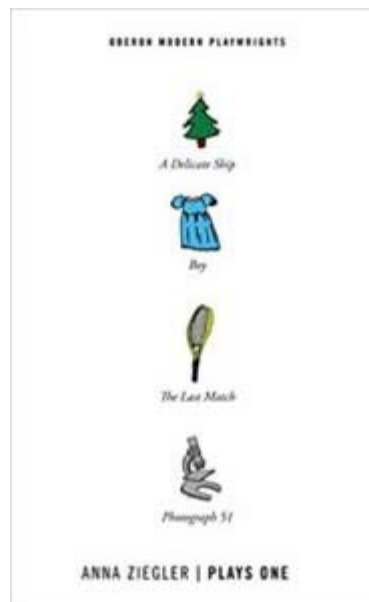 OBERON MODERN PLAYWRIGHTS
A Delicate Ship
Boy
The Last Match
Photograph 51
ANNA ZIEGLER | PLAYS ONE